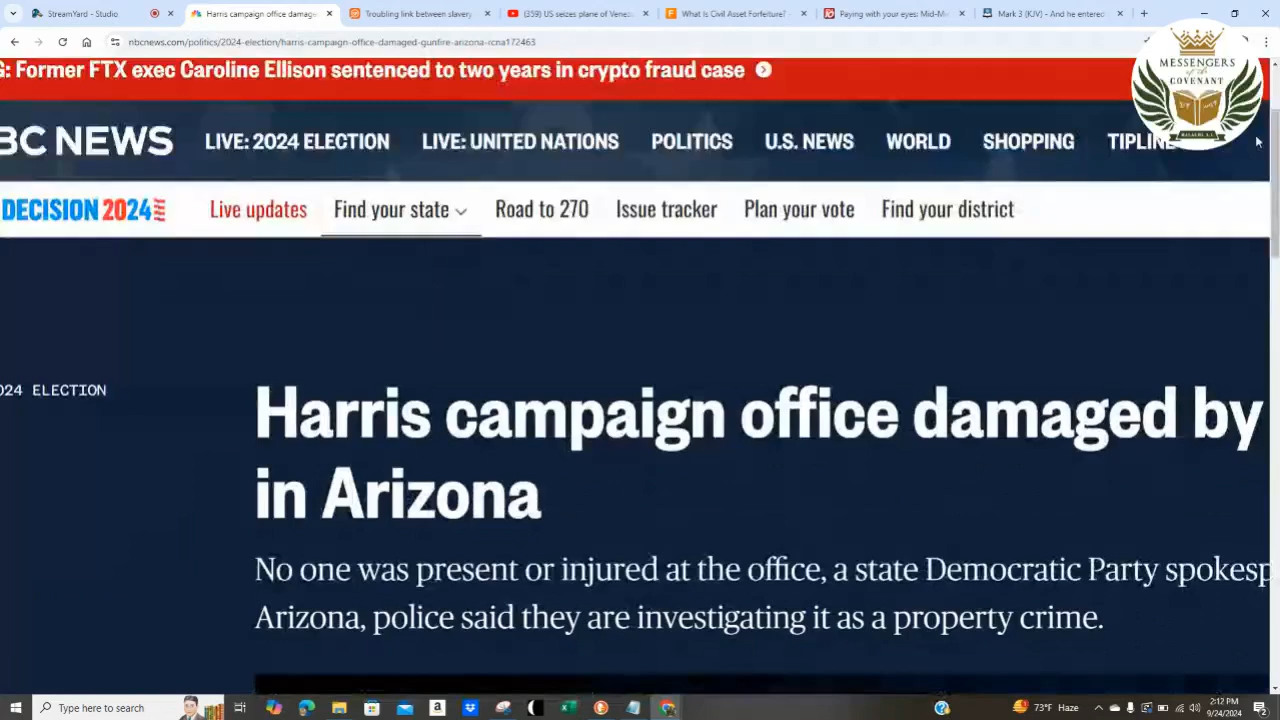 StreamYard - Studio
Harris campaign office damage
Troubling link between slavery
(359) US seizes plane of Venezu
What Is Civil Asset Forfeiture? -
Paying with your eyes: Mid-Mi
Mark 3 (KJV) - And he entered
nbcnews.com/politics/2024-election/harris-campaign-office-damaged-gunfire-arizona-rcna172463
G: Former FTX exec Caroline Ellison sentenced to two years in crypto fraud case
MESSENGERS
of the
COVENANT
BC NEWS
LIVE: 2024 ELECTION
LIVE: UNITED NATIONS
POLITICS
U.S. NEWS
WORLD
SHOPPING
TIPLINE
DECISION 2024
Live updates
Find your state
Road to 270
Issue tracker
Plan your vote
Find your district
024 ELECTION
Harris campaign office damaged by
in Arizona
No one was present or injured at the office, a state Democratic Party spokesp
Arizona, police said they are investigating it as a property crime.
Type here to search
73°F Haze
2:12 PM
9/24/2024